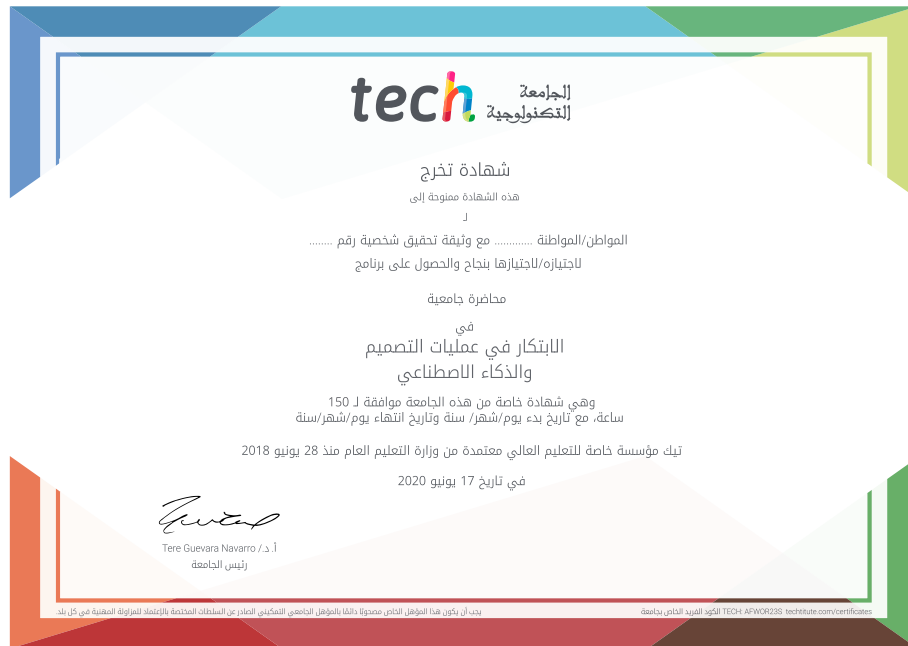 tech الجامعة
التكنولوجية
شهادة تخرج
هذه الشهادة ممنوحة إلى
لـ
المواطن/المواطنة ............. مع وثيقة تحقيق شخصية رقم ........
لاجتيازه/لاجتيازها بنجاح والحصول على برنامج
محاضرة جامعية
في
الابتكار في عمليات التصميم
والذكاء الاصطناعي
وهي شهادة خاصة من هذه الجامعة موافقة لـ 150
ساعة، مع تاريخ بدء يوم/شهر/ سنة وتاريخ انتهاء يوم/شهر/سنة
تيك مؤسسة خاصة للتعليم العالي معتمدة من وزارة التعليم العام منذ 28 يونيو 2018
في تاريخ 17 يونيو 2020
أ. د./ Tere Guevara Navarro
رئيس الجامعة
يجب أن يكون هذا المؤهل الخاص مصحوبًا دائمًا بالمؤهل الجامعي التمكيني الصادر عن السلطات المختصة بالإعتماد للمزاولة المهنية في كل بلد.
الكود الفريد الخاص بجامعة TECH: AFWOR23S techtitute.com/certificates